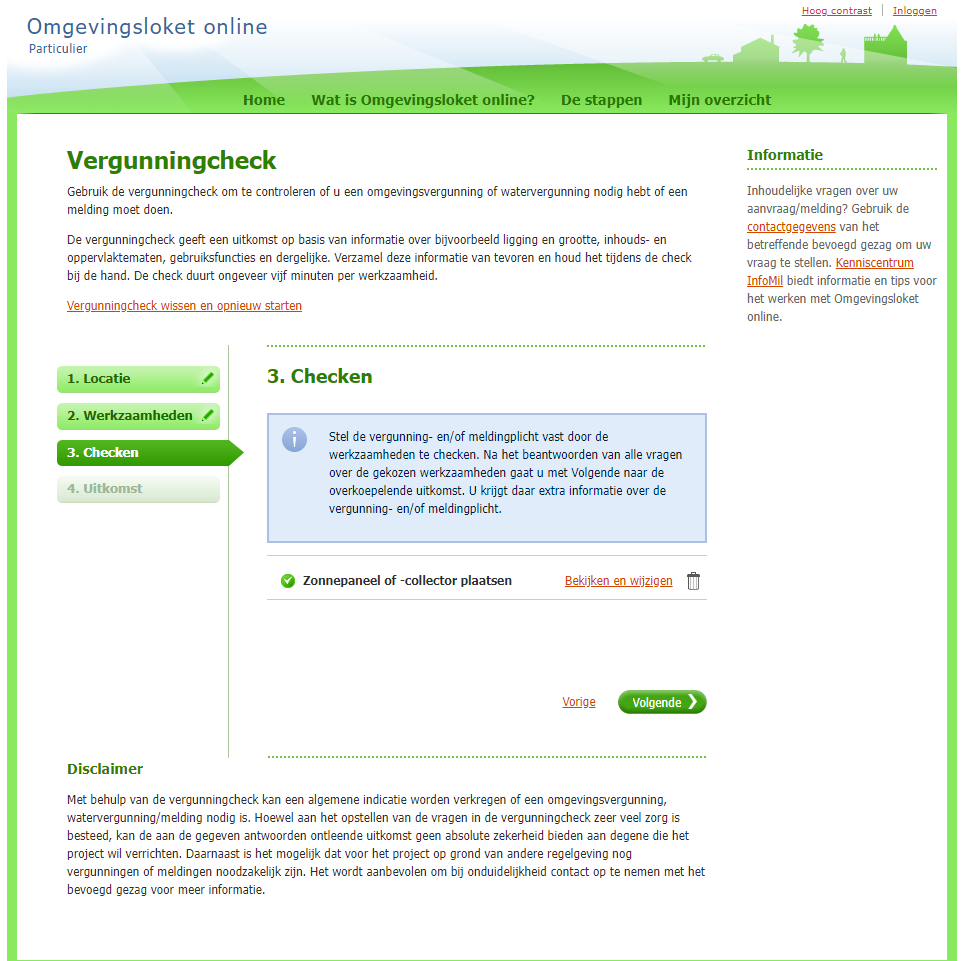 Omgevingsloket online
Particulier
Hoog contrast
Inloggen
Home
Wat is Omgevingsloket online?
De stappen
Mijn overzicht
Vergunningcheck
Gebruik de vergunningcheck om te controleren of u een omgevingsvergunning of watervergunning nodig hebt of een
melding moet doen.
De vergunningcheck geeft een uitkomst op basis van informatie over bijvoorbeeld ligging en grootte, inhouds- en
oppervlaktematen, gebruiksfuncties en dergelijke. Verzamel deze informatie van tevoren en houd het tijdens de check
bij de hand. De check duurt ongeveer vijf minuten per werkzaamheid.
Vergunningcheck wissen en opnieuw starten
1. Locatie
2. Werkzaamheden
3. Checken
4. Uitkomst
3. Checken
Stel de vergunning- en/of meldingplicht vast door de
werkzaamheden te checken. Na het beantwoorden van alle vragen
over de gekozen werkzaamheden gaat u met Volgende naar de
overkoepelende uitkomst. U krijgt daar extra informatie over de
vergunning- en/of meldingplicht.
Zonnepaneel of -collector plaatsen
Bekijken en wijzigen
Vorige
Volgende
Disclaimer
Met behulp van de vergunningcheck kan een algemene indicatie worden verkregen of een omgevingsvergunning,
watervergunning/melding nodig is. Hoewel aan het opstellen van de vragen in de vergunningcheck zeer veel zorg is
besteed, kan de aan de gegeven antwoorden ontleende uitkomst geen absolute zekerheid bieden aan degene die het
project wil verrichten. Daarnaast is het mogelijk dat voor het project op grond van andere regelgeving nog
vergunningen of meldingen noodzakelijk zijn. Het wordt aanbevolen om bij onduidelijkheid contact op te nemen met het
bevoegd gezag voor meer informatie.
Informatie
Inhoudelijke vragen over uw
aanvraag/melding? Gebruik de
contactgegevens van het
betreffende bevoegd gezag om uw
vraag te stellen. Kenniscentrum
InfoMil biedt informatie en tips voor
het werken met Omgevingsloket
online.